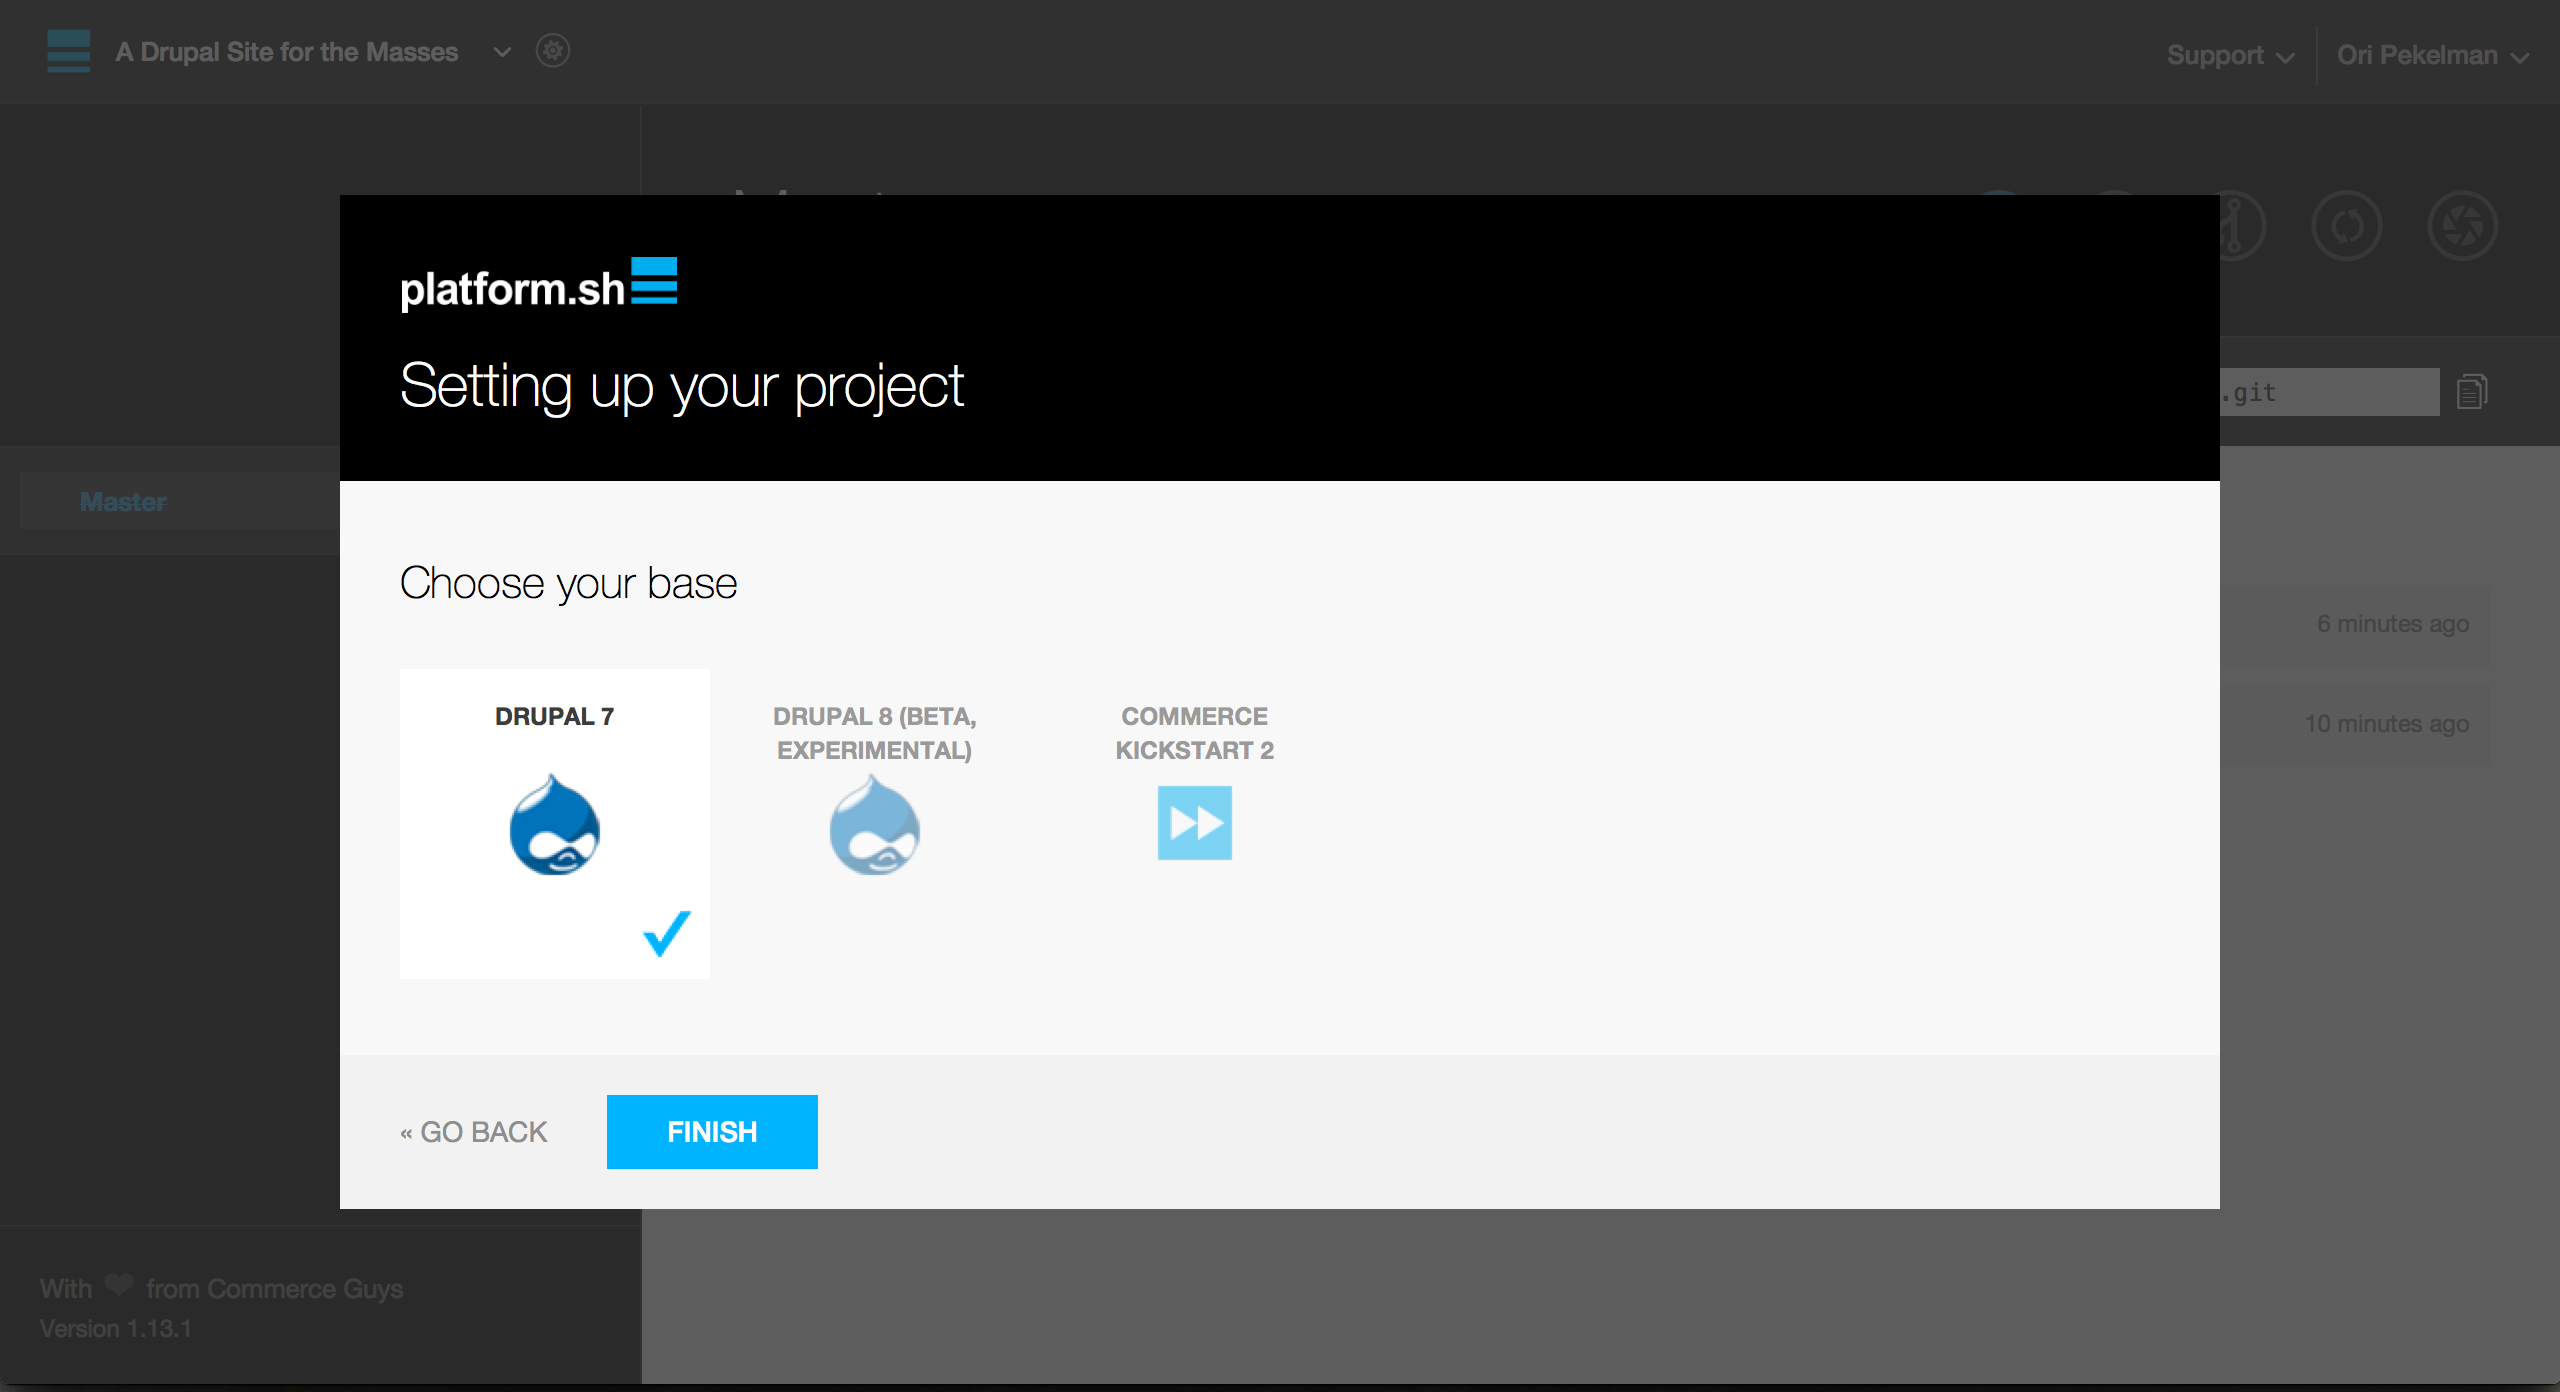 A Drupal Site for the Masses
Support
Ori Pekelman
platform.sh
Setting up your project
.git
Master
Choose your base
6 minutes ago
10 minutes ago
DRUPAL 7
DRUPAL 8 (BETA,
EXPERIMENTAL)
COMMERCE
KICKSTART 2
« GO BACK
FINISH
With ❤ from Commerce Guys
Version 1.13.1